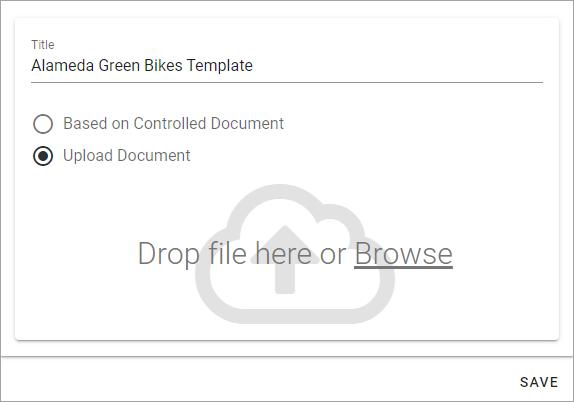 Title
Alameda Green Bikes Template
Based on Controlled Document
Upload Document
Drop file here or Browse
SAVE